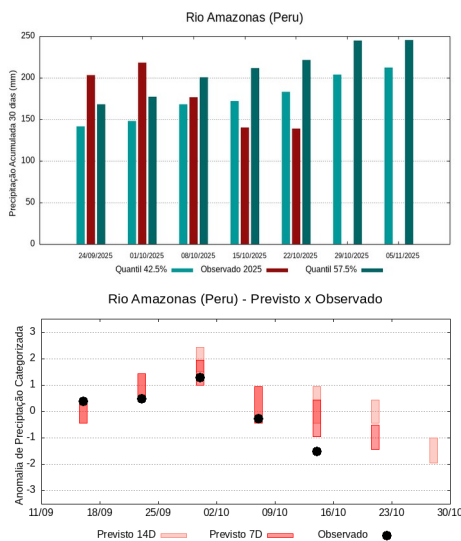 Rio Amazonas (Peru)
Precipitação Acumulada 30 dias (mm)
250
200
150
100
50
0
24/09/2025 01/10/2025 08/10/2025 15/10/2025 22/10/2025 29/10/2025 05/11/2025
Quantil 42.5% Observado 2025 Quantil 57.5%
Rio Amazonas (Peru) - Previsto x Observado
Anomalia de Precipitação Categorizada
3
2
1
0
-1
-2
-3
11/09 18/09 25/09 02/10 09/10 16/10 23/10 30/10
Previsto 14D Previsto 7D Observado